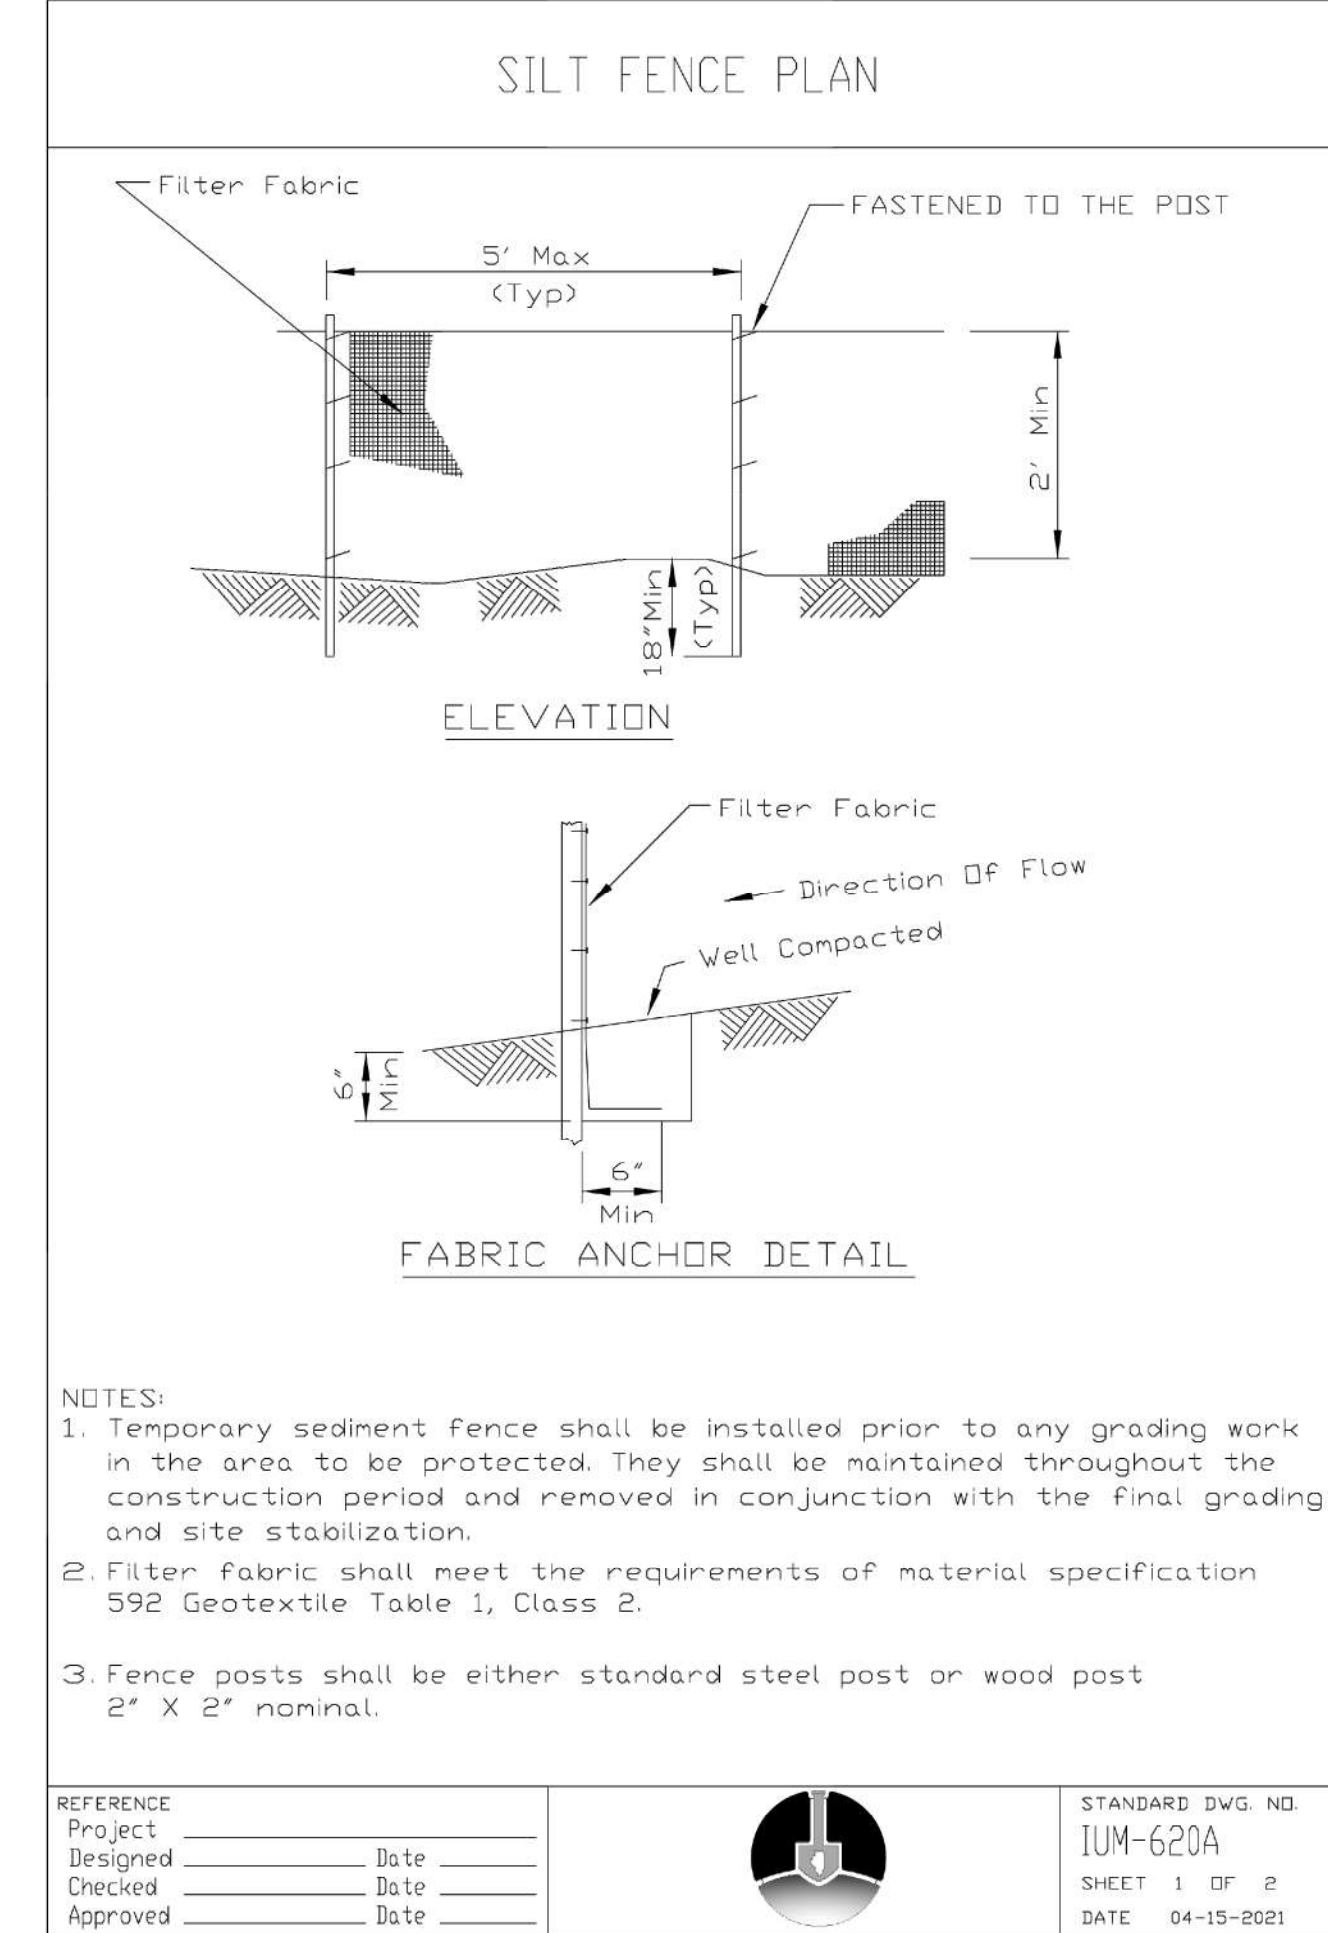 SILT FENCE PLAN
Filter Fabric
FASTENED TO THE POST
5' Max
(Typ)
2' Min
18"Min
(Typ)
ELEVATION
Filter Fabric
Direction Of Flow
Well Compacted
6"
Min
6"
Min
FABRIC ANCHOR DETAIL
NOTES:
1. Temporary sediment fence shall be installed prior to any grading work
in the area to be protected. They shall be maintained throughout the
construction period and removed in conjunction with the final grading
and site stabilization.
2. Filter fabric shall meet the requirements of material specification
592 Geotextile Table 1, Class 2.
3. Fence posts shall be either standard steel post or wood post
2" X 2" nominal.
REFERENCE
Project
Designed Date
Checked Date
Approved Date
STANDARD DWG. NO.
IUM-620A
SHEET 1 OF 2
DATE 04-15-2021